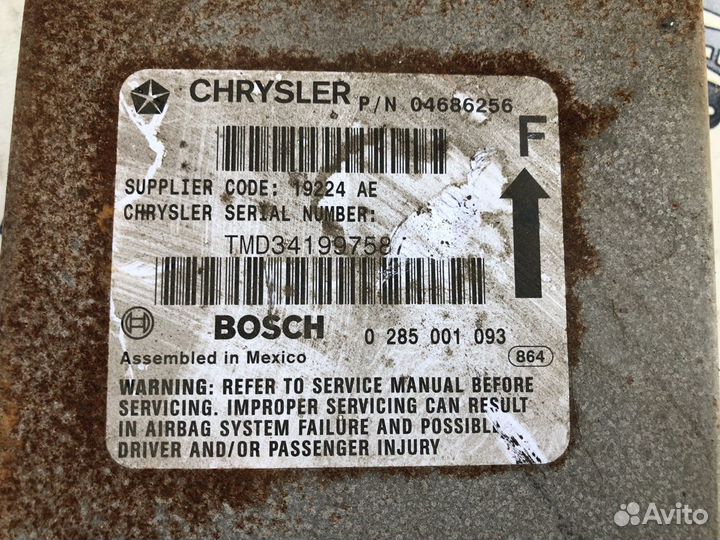 CHRYSLER P/N 04686256
F
SUPPLIER CODE: 19224 AE
CHRYSLER SERIAL NUMBER:
TMD341997587
BOSCH 0 285 001 093
Assembled in Mexico 864
WARNING: REFER TO SERVICE MANUAL BEFORE
SERVICING. IMPROPER SERVICING CAN RESULT
IN AIRBAG SYSTEM FAILURE AND POSSIBL
DRIVER AND/OR PASSENGER INJURY
Avito